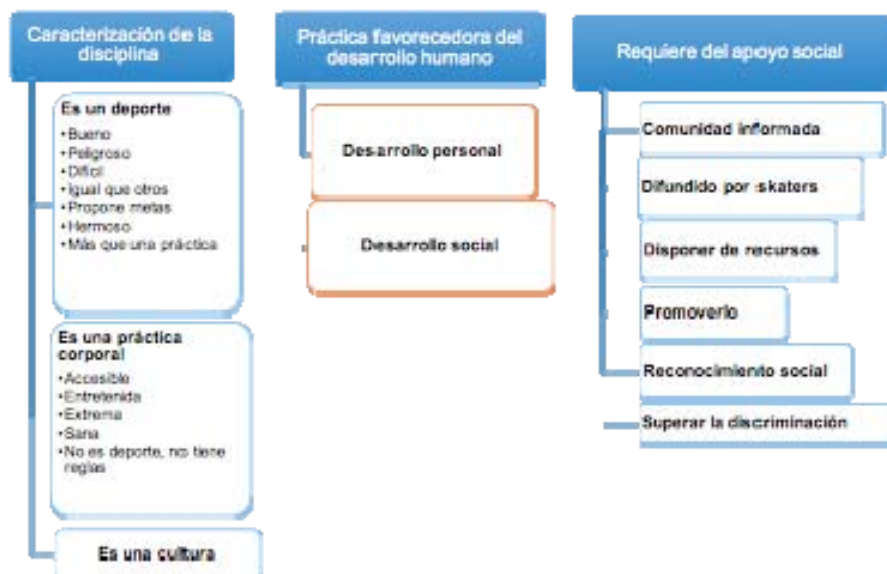 Caracterización de la
disciplina
Es un deporte
•Bueno
•Peligroso
•Difícil
•Igual que otros
•Propone metas
•Hermoso
•Más que una práctica
Es una práctica
corporal
•Accesible
•Entretenida
•Extrema
•Sana
•No es deporte, no tiene
reglas
Es una cultura
Práctica favorecedora del
desarrollo humano
Desarrollo personal
Desarrollo social
Requiere del apoyo social
Comunidad informada
Difundido por skaters
Disponer de recursos
Promoverlo
Reconocimiento social
Superar la discriminación